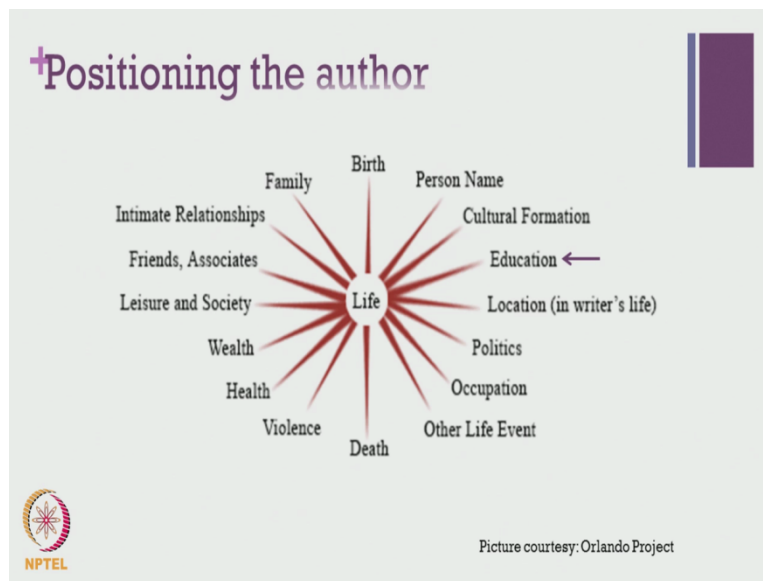 +Positioning the author
Birth
Family
Person Name
Intimate Relationships
Cultural Formation
Friends, Associates
Education
Life
Leisure and Society
Location (in writer's life)
Wealth
Politics
Health
Occupation
Violence
Other Life Event
Death
Picture courtesy: Orlando Project
NPTEL